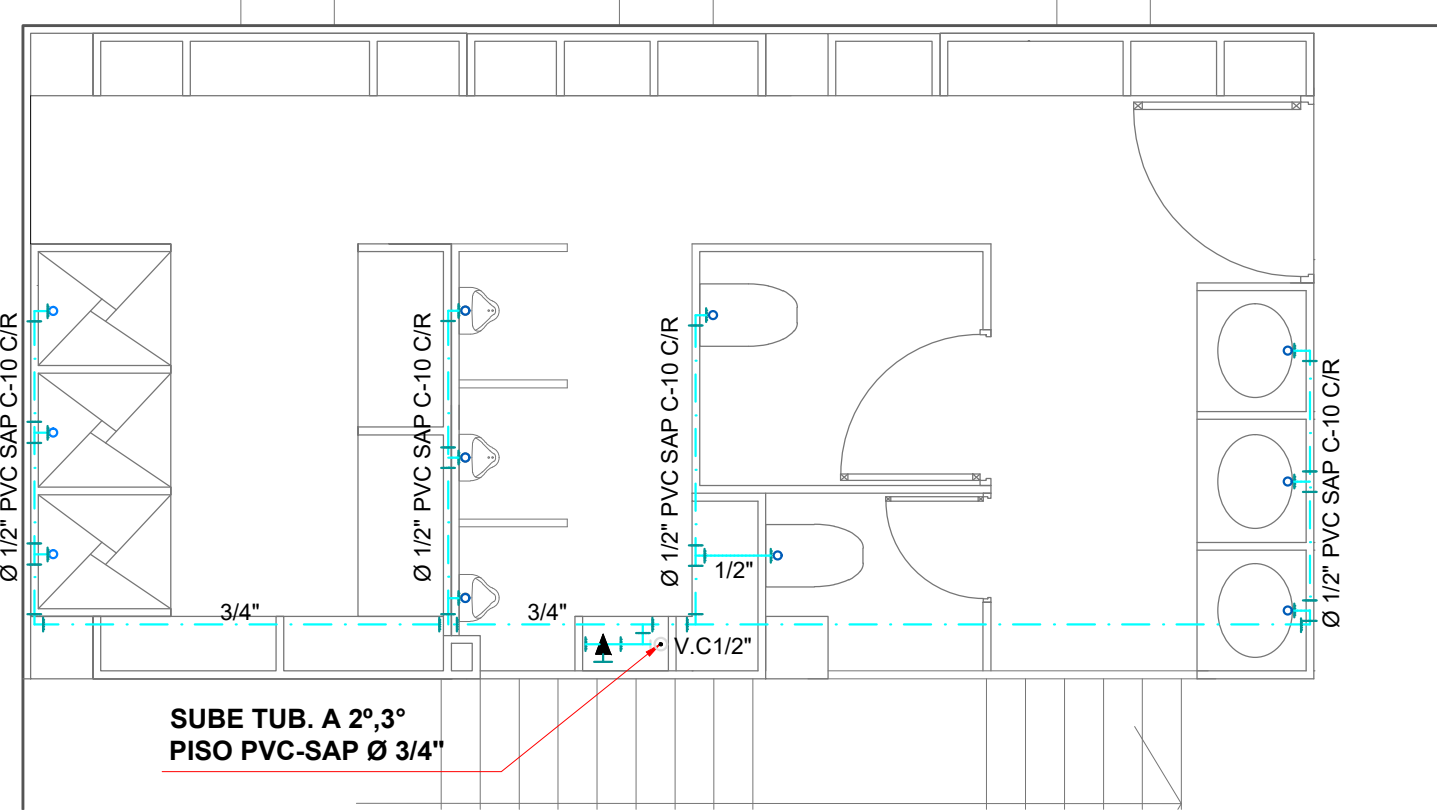 Ø 1/2" PVC SAP C-10 C/R
Ø 1/2" PVC SAP C-10 C/R
Ø 1/2" PVC SAP C-10 C/R
Ø 1/2" PVC SAP C-10 C/R
1/2"
3/4"
3/4"
V.C1/2"
SUBE TUB. A 2º,3°
PISO PVC-SAP Ø 3/4"